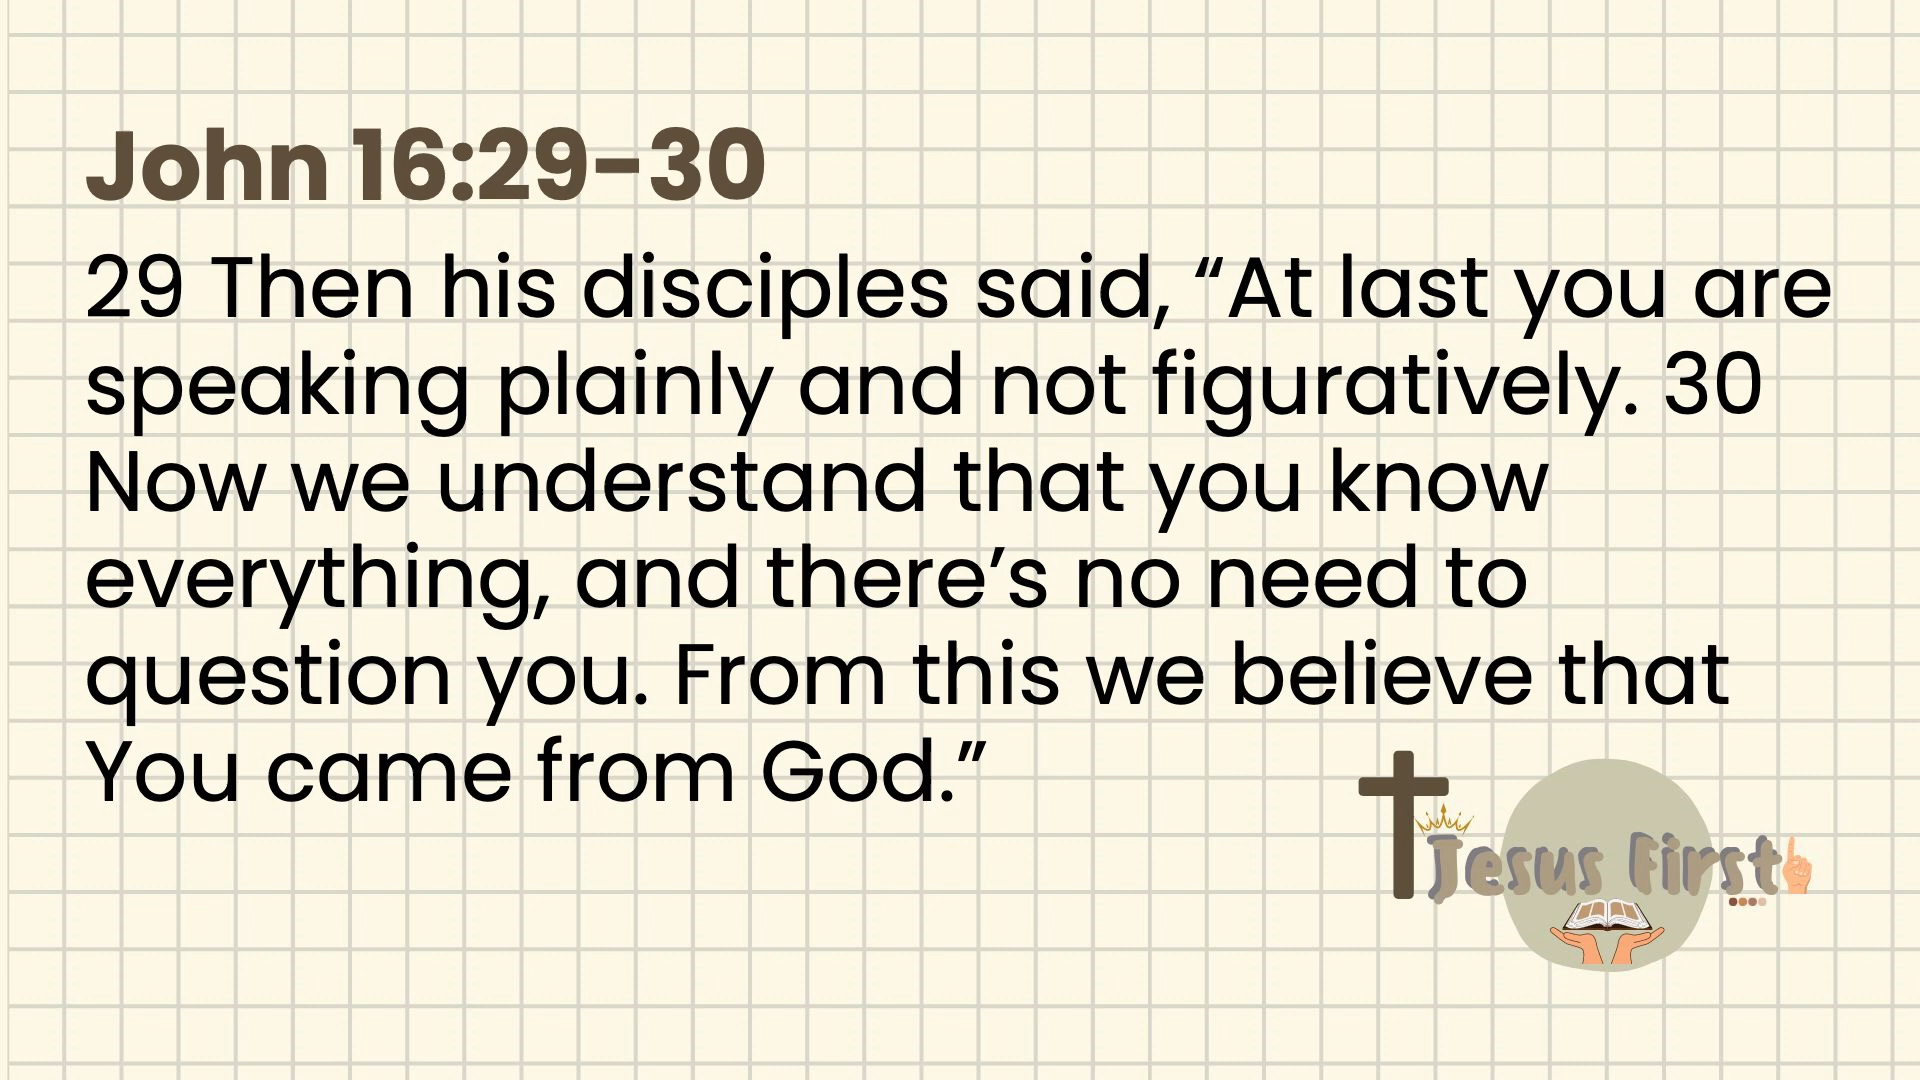 John 16:29-30
29 Then his disciples said, “At last you are
speaking plainly and not figuratively. 30
Now we understand that you know
everything, and there’s no need to
question you. From this we believe that
You came from God.”
Jesus First